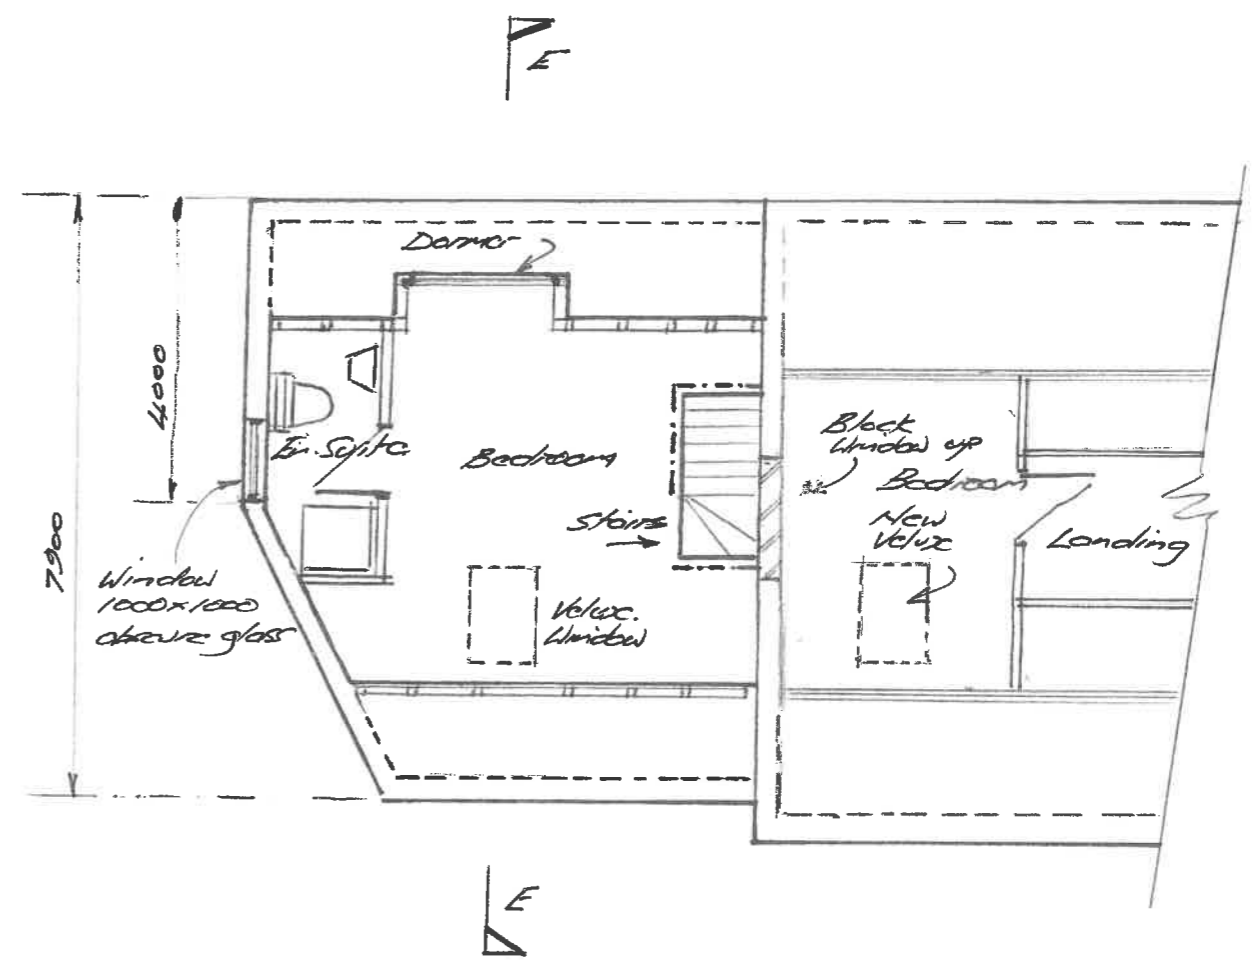 E
Dormer
4000
7900
En-Suite
Bedroom
Stairs
Window
1000x1000
obscure glass
Velux.
Window
Block
Window up
Bedroom
New
Velux
Landing
E